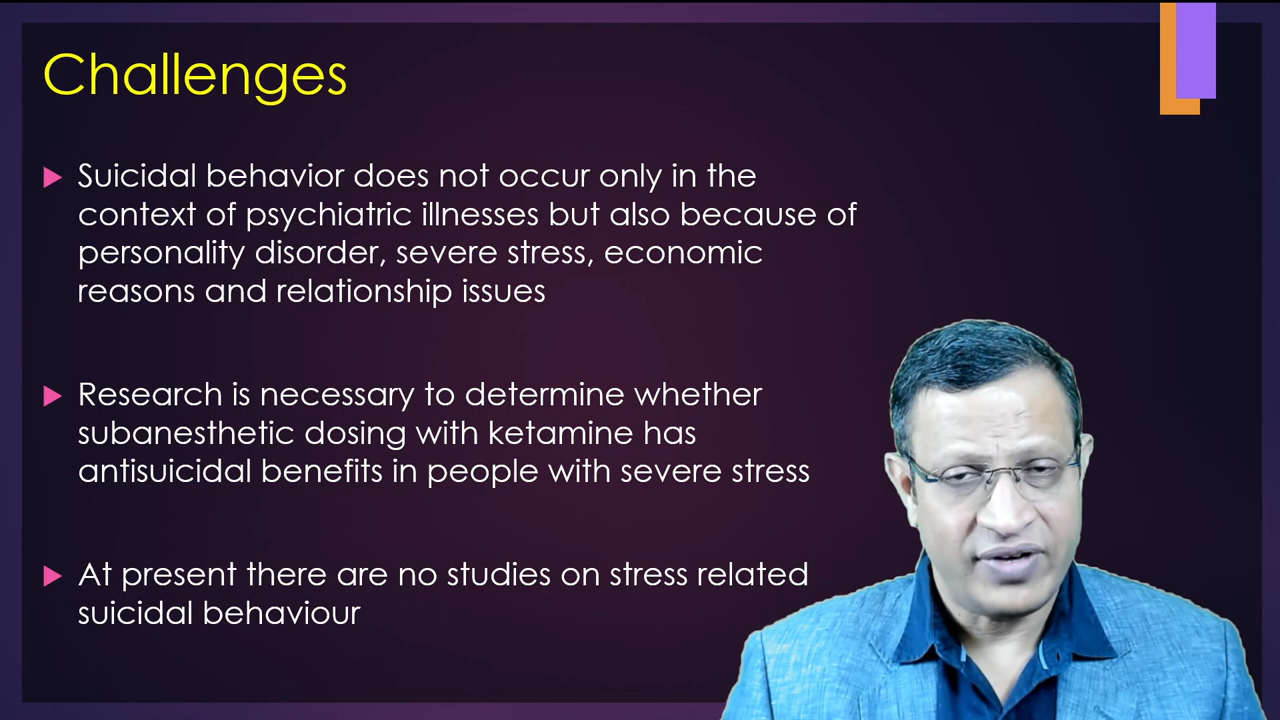 Challenges
Suicidal behavior does not occur only in the
context of psychiatric illnesses but also because of
personality disorder, severe stress, economic
reasons and relationship issues
Research is necessary to determine whether
subanesthetic dosing with ketamine has
antisuicidal benefits in people with severe stress
At present there are no studies on stress related
suicidal behaviour